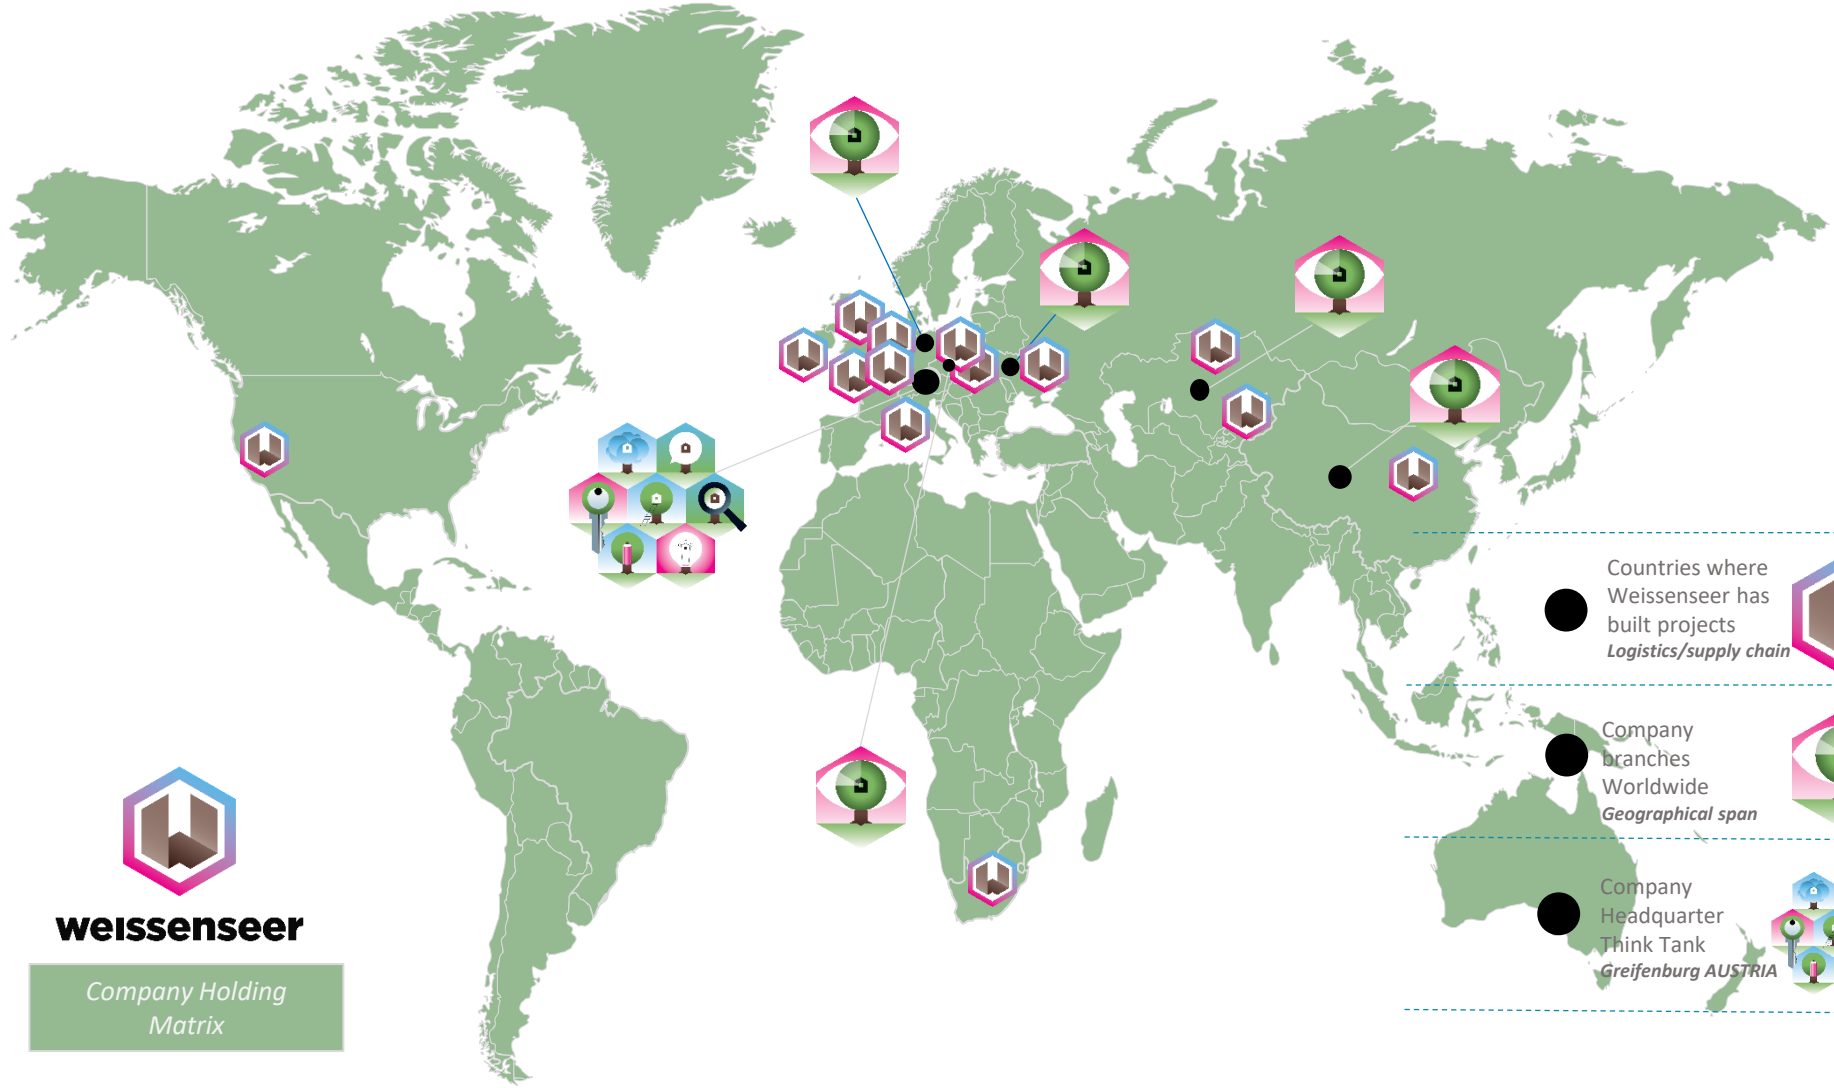 weissenseer
Company Holding
Matrix
Countries where
Weissenseer has
built projects
Logistics/supply chain
Company
branches
Worldwide
Geographical span
Company
Headquarter
Think Tank
Greifenburg AUSTRIA